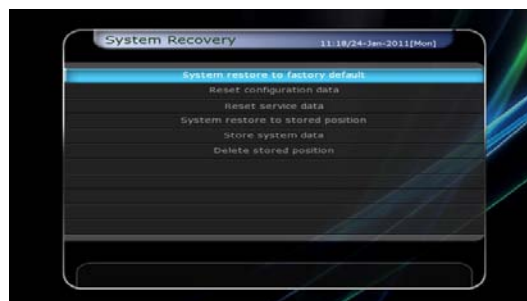 System Recovery
11:18/24-Jan-2011[Mon]
System restore to factory default
Reset configuration data
Reset service data
System restore to stored position
Store system data
Delete stored position